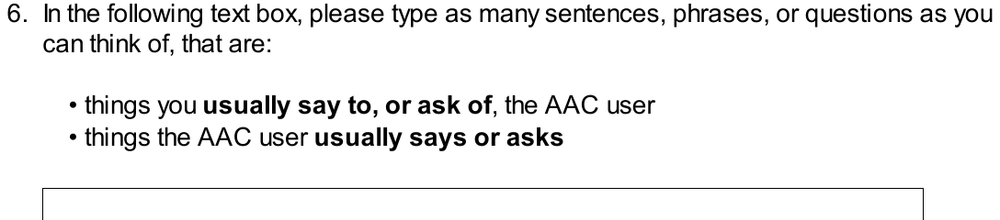 6. In the following text box, please type as many sentences, phrases, or questions as you
can think of, that are:
• things you usually say to, or ask of, the AAC user
• things the AAC user usually says or asks